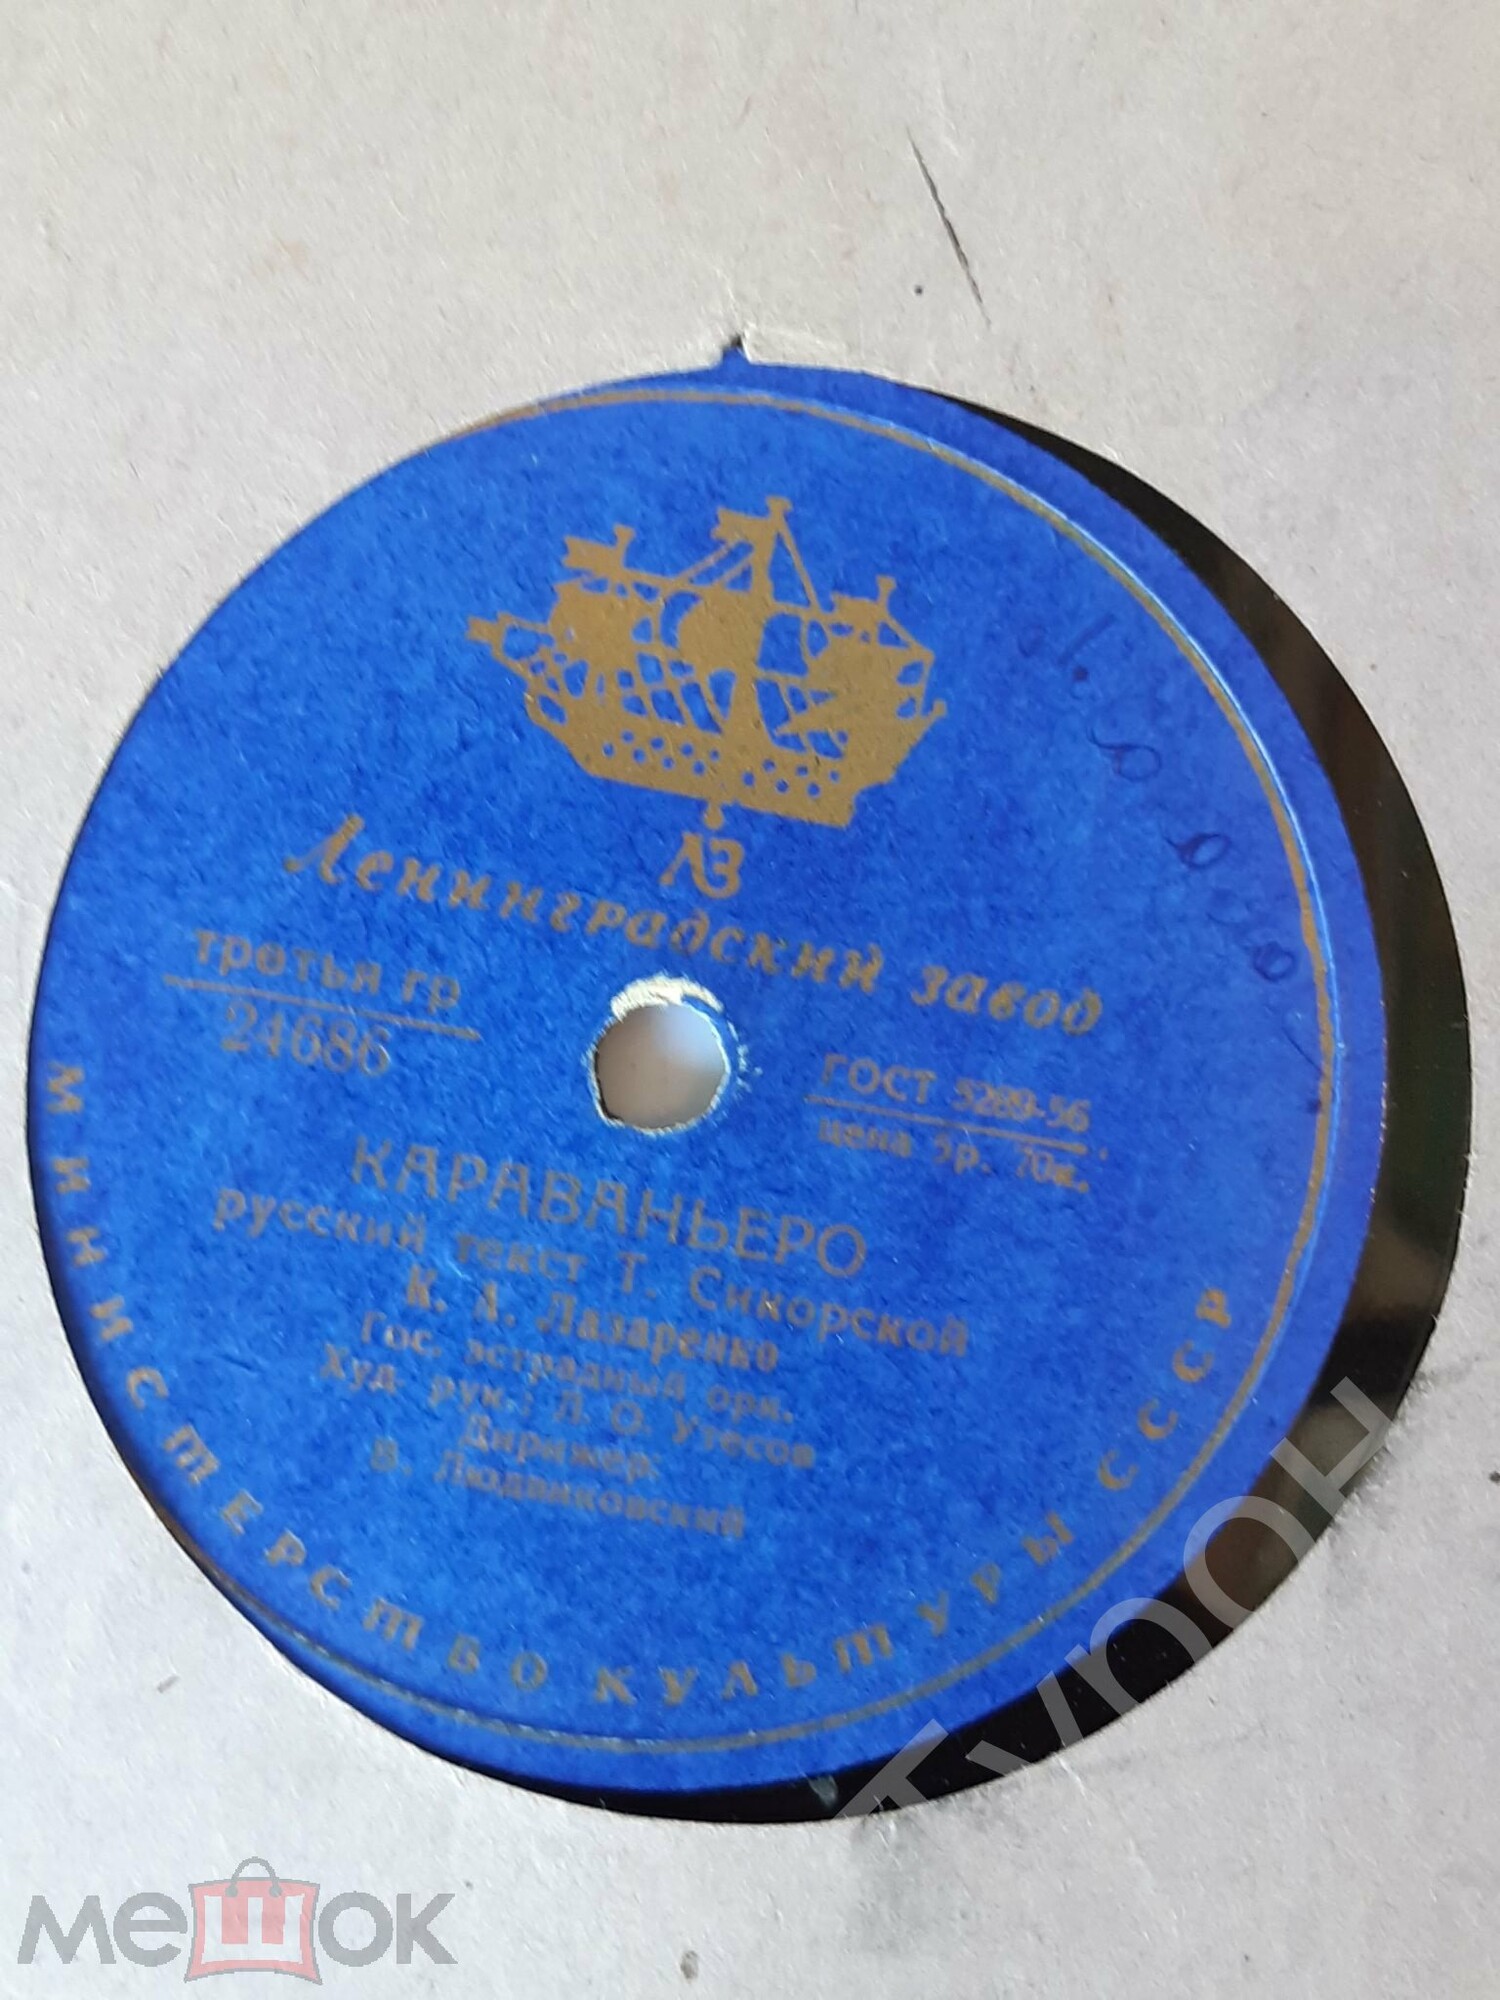 ЛЗ
Ленинградский завод
третья гр
24686
ГОСТ 5289-56
цена 5р. 70к.
КАРАВАНЬЕРО
русский текст Т. Сикорской
К. А. Лазаренко
Гос. эстрадный орк.
Худ. рук.: Л. О. Утесов
Дирижер:
В. Людвиковский
МИНИСТЕРСТВО КУЛЬТУРЫ СССР
Турон
мешок